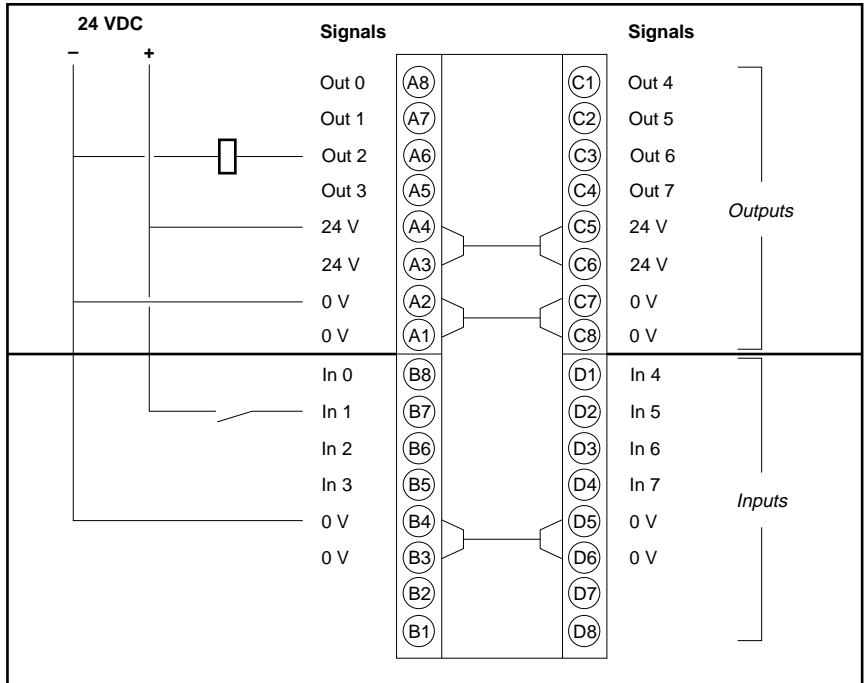 24 VDC
Signals Signals
– +
Out 0 A8 C1 Out 4
Out 1 A7 C2 Out 5
Out 2 A6 C3 Out 6
Out 3 A5 C4 Out 7
Outputs
24 V A4 C5 24 V
24 V A3 C6 24 V
0 V A2 C7 0 V
0 V A1 C8 0 V
In 0 B8 D1 In 4
In 1 B7 D2 In 5
In 2 B6 D3 In 6
In 3 B5 D4 In 7
Inputs
0 V B4 D5 0 V
0 V B3 D6 0 V
B2 D7
B1 D8